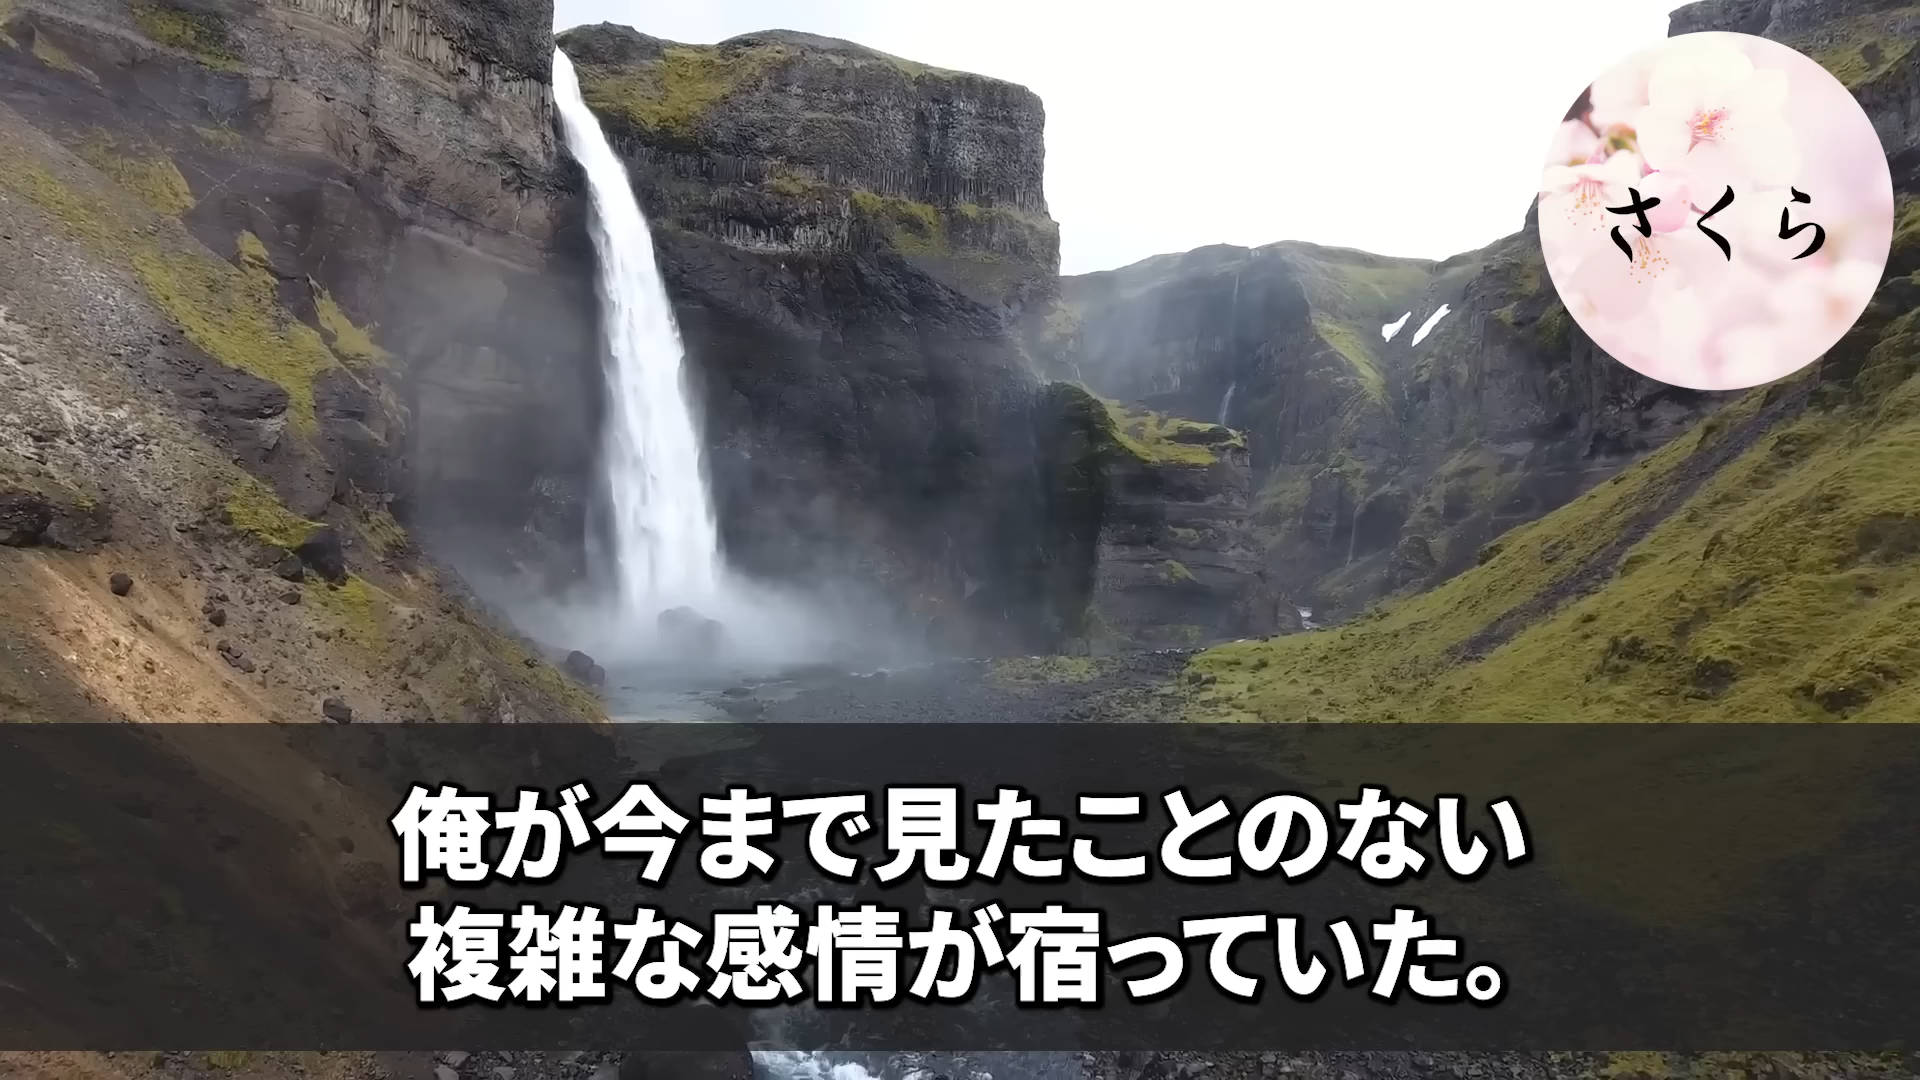 さくら
俺が今まで見たことのない
複雑な感情が宿っていた。